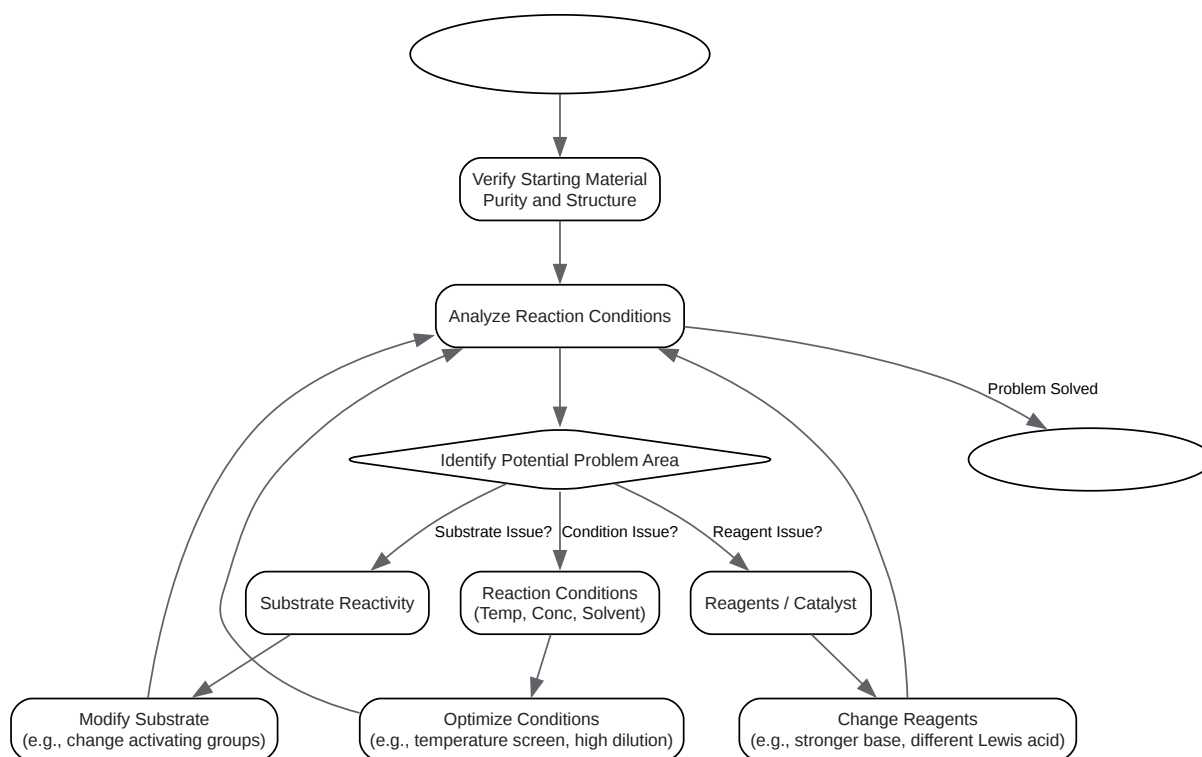 Verify Starting Material
Purity and Structure
Analyze Reaction Conditions
Problem Solved
Identify Potential Problem Area
Substrate Issue?
Condition Issue?
Reagent Issue?
Substrate Reactivity
Reaction Conditions
(Temp, Conc, Solvent)
Reagents / Catalyst
Modify Substrate
(e.g., change activating groups)
Optimize Conditions
(e.g., temperature screen, high dilution)
Change Reagents
(e.g., stronger base, different Lewis acid)